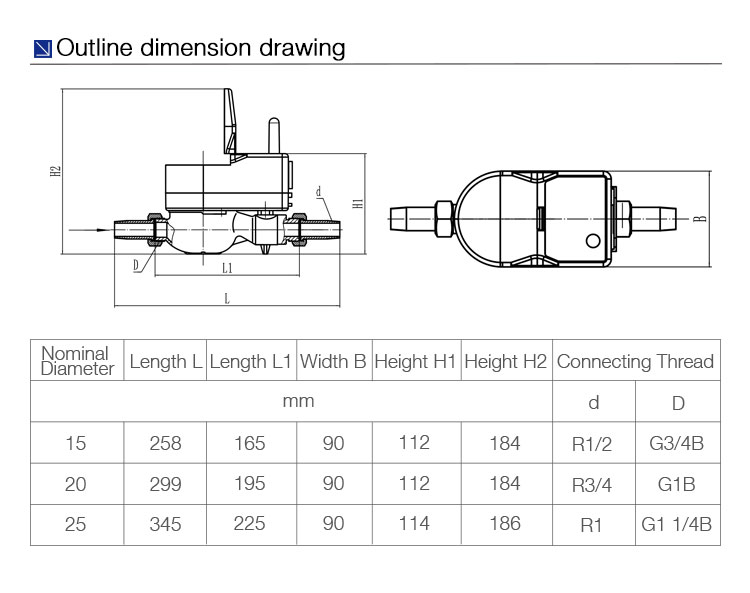 Outline dimension drawing
H2
H1
d
D
L1
L
B
Nominal Diameter Length L Length L1 Width B Height H1 Height H2 Connecting Thread
mm d D
15 258 165 90 112 184 R1/2 G3/4B
20 299 195 90 112 184 R3/4 G1B
25 345 225 90 114 186 R1 G1 1/4B